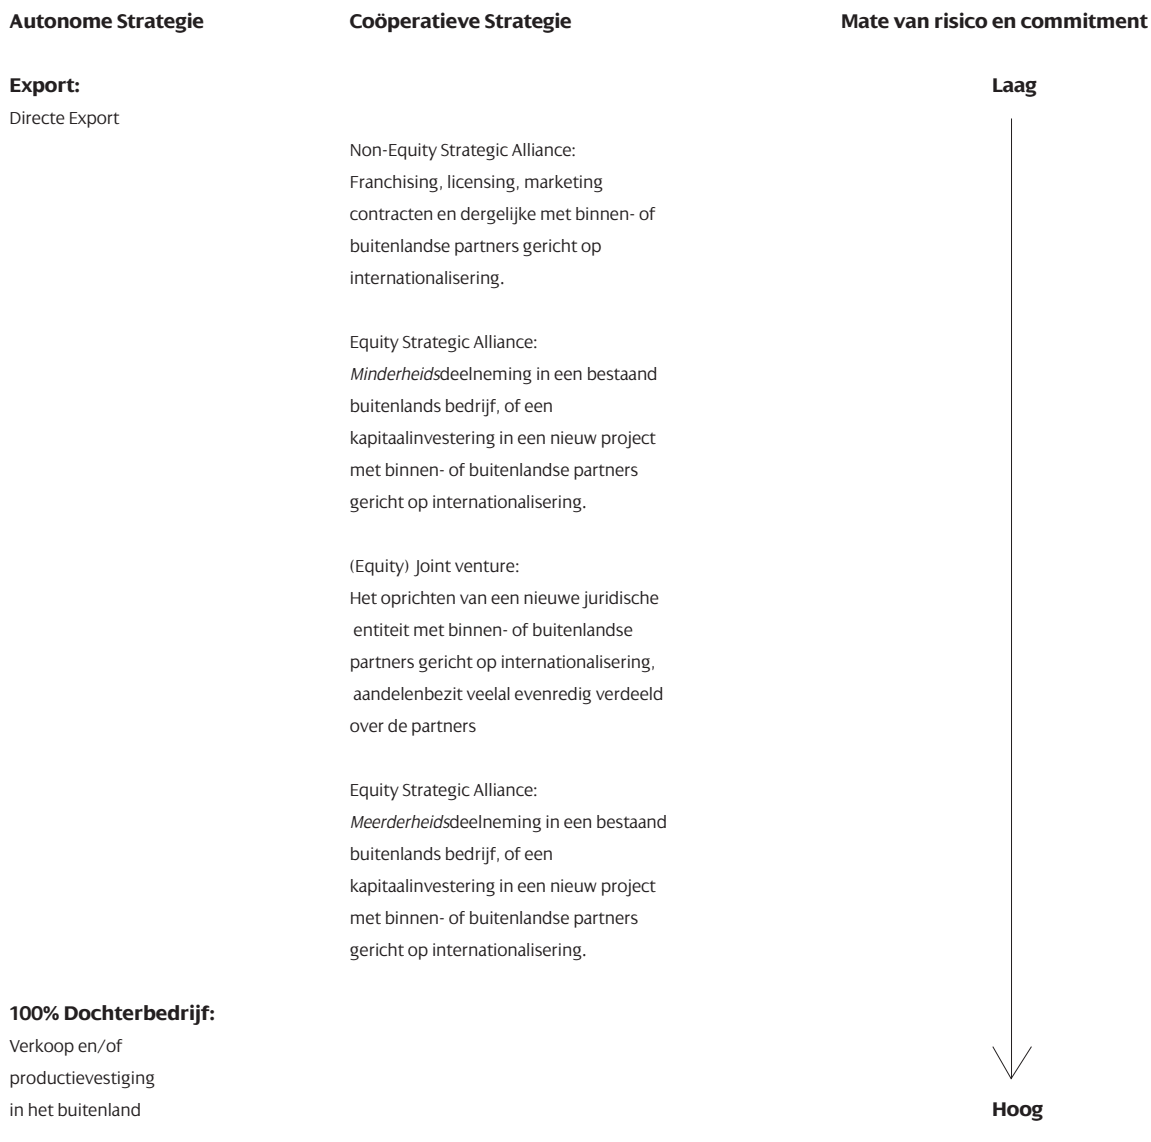 Autonome Strategie
Coöperatieve Strategie
Mate van risico en commitment
Export:
Laag
Directe Export
Non-Equity Strategic Alliance:
Franchising, licensing, marketing
contracten en dergelijke met binnen- of
buitenlandse partners gericht op
internationalisering.
Equity Strategic Alliance:
Minderheidsdeelneming in een bestaand
buitenlands bedrijf, of een
kapitaalinvestering in een nieuw project
met binnen- of buitenlandse partners
gericht op internationalisering.
(Equity) Joint venture:
Het oprichten van een nieuwe juridische
entiteit met binnen- of buitenlandse
partners gericht op internationalisering,
aandelenbezit veelal evenredig verdeeld
over de partners
Equity Strategic Alliance:
Meerderheidsdeelneming in een bestaand
buitenlands bedrijf, of een
kapitaalinvestering in een nieuw project
met binnen- of buitenlandse partners
gericht op internationalisering.
100% Dochterbedrijf:
Verkoop en/of
productievestiging
in het buitenland
Hoog